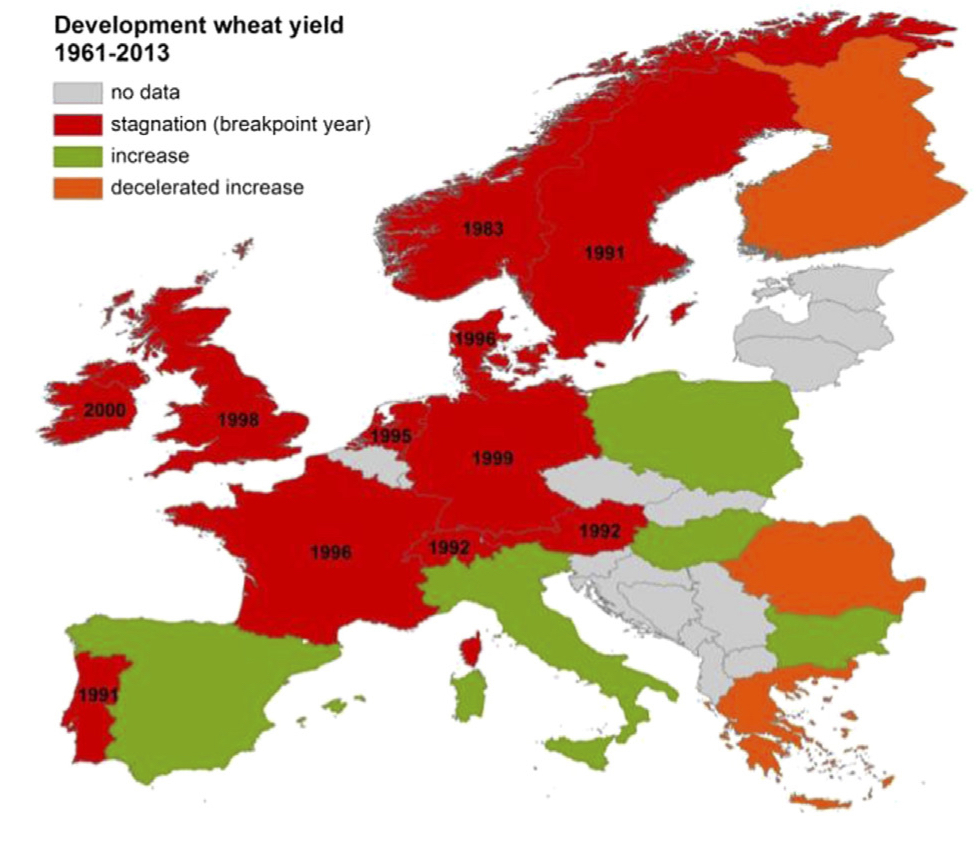 Development wheat yield
1961-2013
no data
stagnation (breakpoint year)
increase
decelerated increase
1983
1991
1996
2000
1998
1995
1999
1996
1992
1992
1991